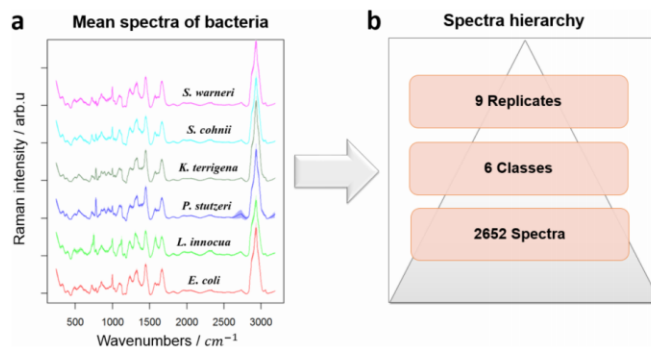 a
Mean spectra of bacteria
Raman intensity / arb.u
S. warneri
S. cohnii
K. terrigena
P. stutzeri
L. innocua
E. coli
500 1000 1500 2000 2500 3000
Wavenumbers / cm⁻¹
b
Spectra hierarchy
9 Replicates
6 Classes
2652 Spectra